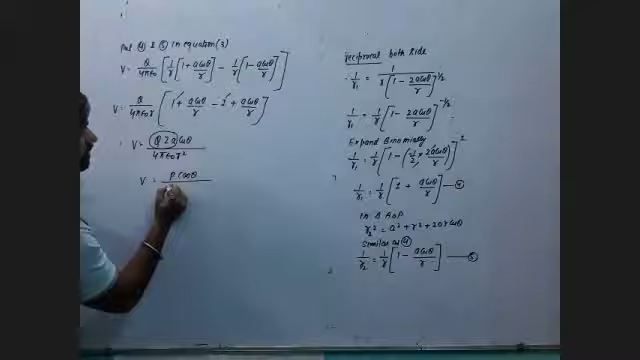 Put ④ & ⑤ in equation (3)
V = Q/4πε₀ [1/r [1 + a cosθ/r] - 1/r [1 - a cosθ/r]]
V = Q/4πε₀r [1 + a cosθ/r - 1 + a cosθ/r]
V = Q 2a cosθ/4πε₀r²
V = P cosθ
reciprocal both side
1/r₁ = 1/r [1 - 2a cosθ/r]^1/2
1/r₁ = 1/r [1 - 2a cosθ/r]^-1/2
Expand Binomially
1/r₁ = 1/r [1 - (-1/2) × 2a cosθ/r]
1/r₁ = 1/r [1 + a cosθ/r] — ④
In Δ AOP
r₂² = a² + r² + 2ar cosθ
Similar as ④
1/r₂ = 1/r [1 - a cosθ/r] — ⑤